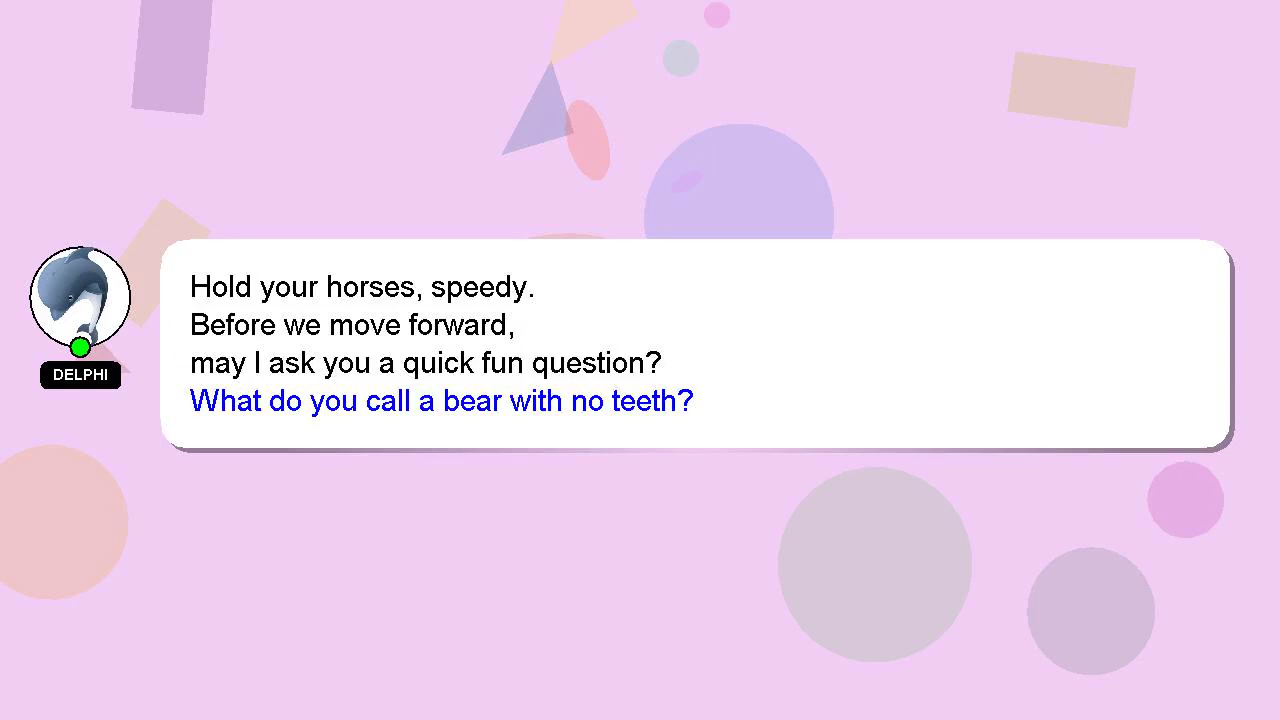 Hold your horses, speedy.
Before we move forward,
may I ask you a quick fun question?
What do you call a bear with no teeth?
DELPHI